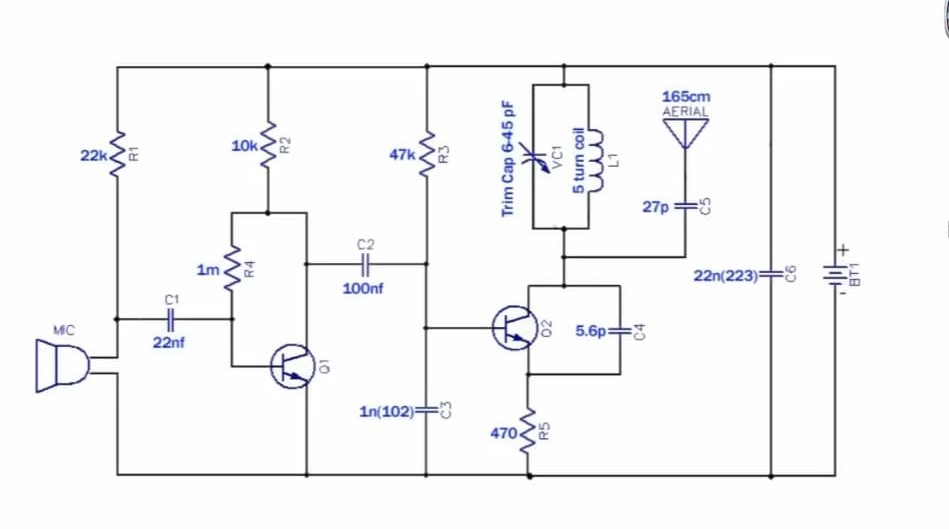 165cm
AERIAL
Trim Cap 6-45 pF
VC1
5 turn coil
L1
22k
R1
10k
R2
47k
R3
27p
C5
1m
R4
C2
100nf
22n(223)
C6
+
BT1
-
C1
22nf
MIC
Q1
Q2
5.6p
C4
1n(102)
C3
470
R5